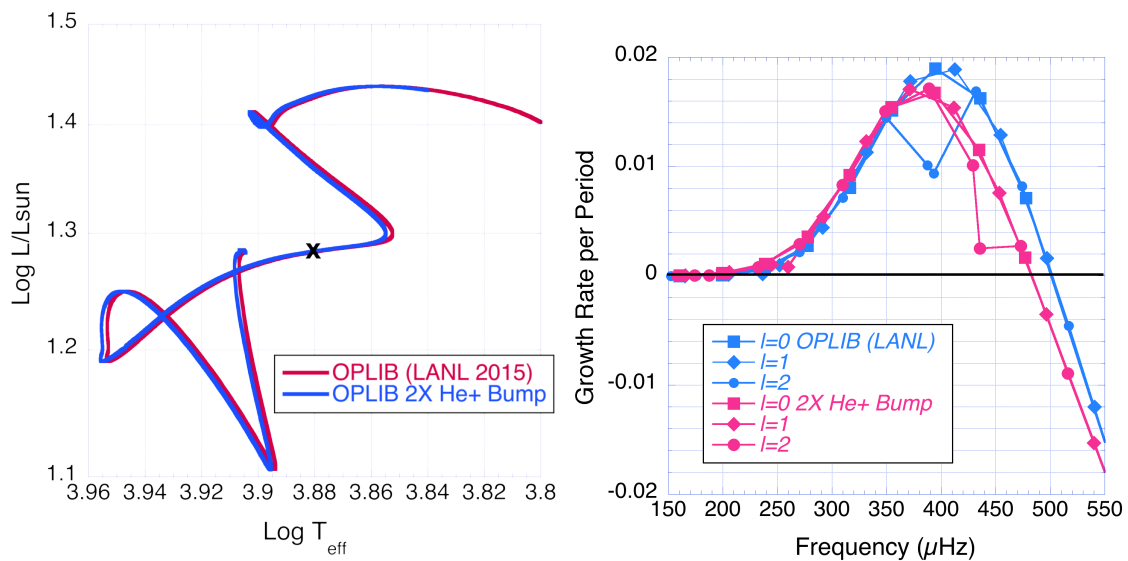 1.5
1.4
1.3
1.2
1.1
Log L/Lsun
X
OPLIB (LANL 2015)
OPLIB 2X He+ Bump
3.96 3.94 3.92 3.9 3.88 3.86 3.84 3.82 3.8
Log T_eff
0.02
0.01
0
-0.01
-0.02
Growth Rate per Period
l=0 OPLIB (LANL)
l=1
l=2
l=0 2X He+ Bump
l=1
l=2
150 200 250 300 350 400 450 500 550
Frequency (μHz)